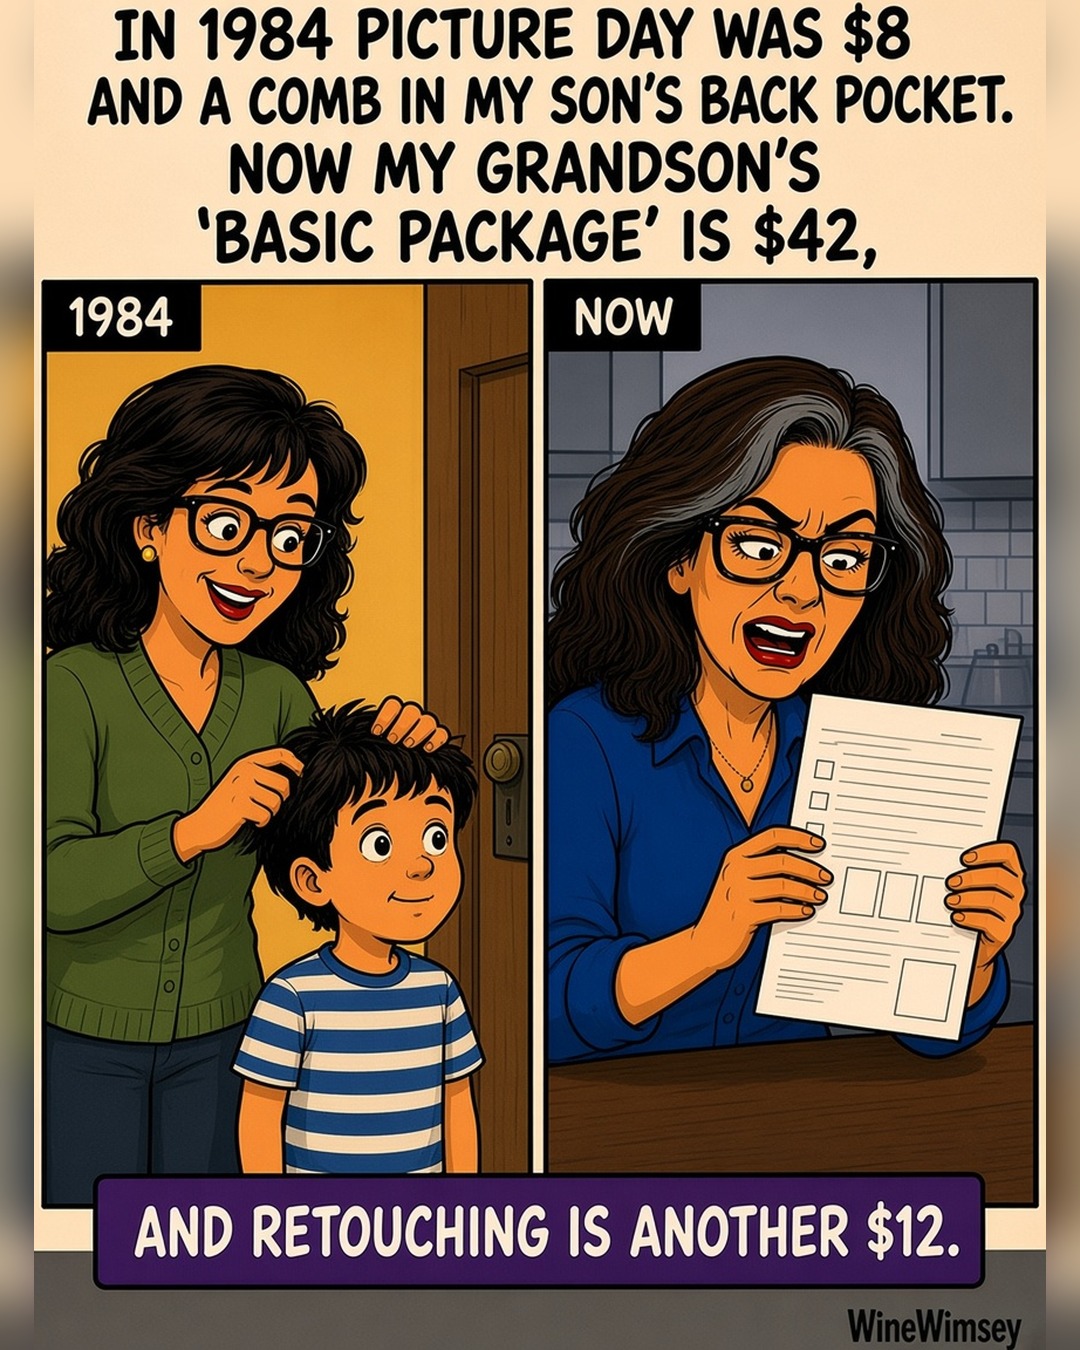 IN 1984 PICTURE DAY WAS $8
AND A COMB IN MY SON'S BACK POCKET.
NOW MY GRANDSON'S
'BASIC PACKAGE' IS $42,
1984
NOW
AND RETOUCHING IS ANOTHER $12.
WineWimsey